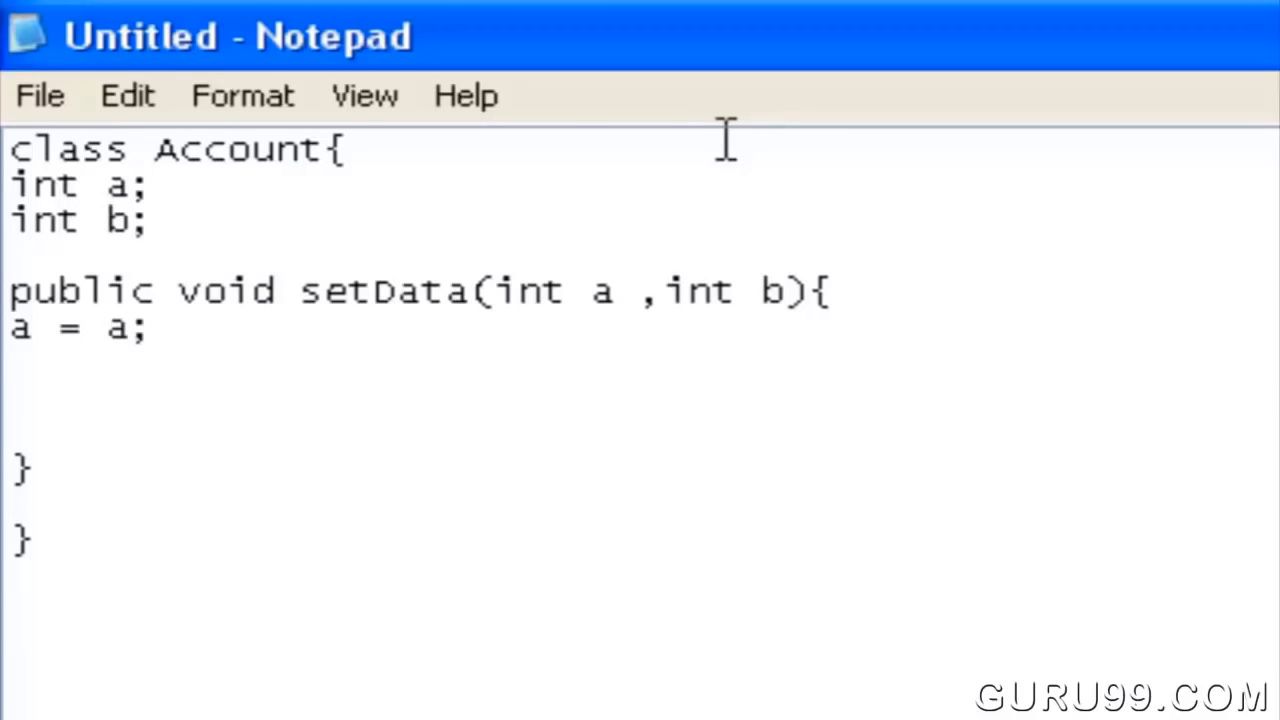 Untitled - Notepad
File Edit Format View Help
class Account{
int a;
int b;
public void setData(int a ,int b){
a = a;
}
}
GURU99.COM